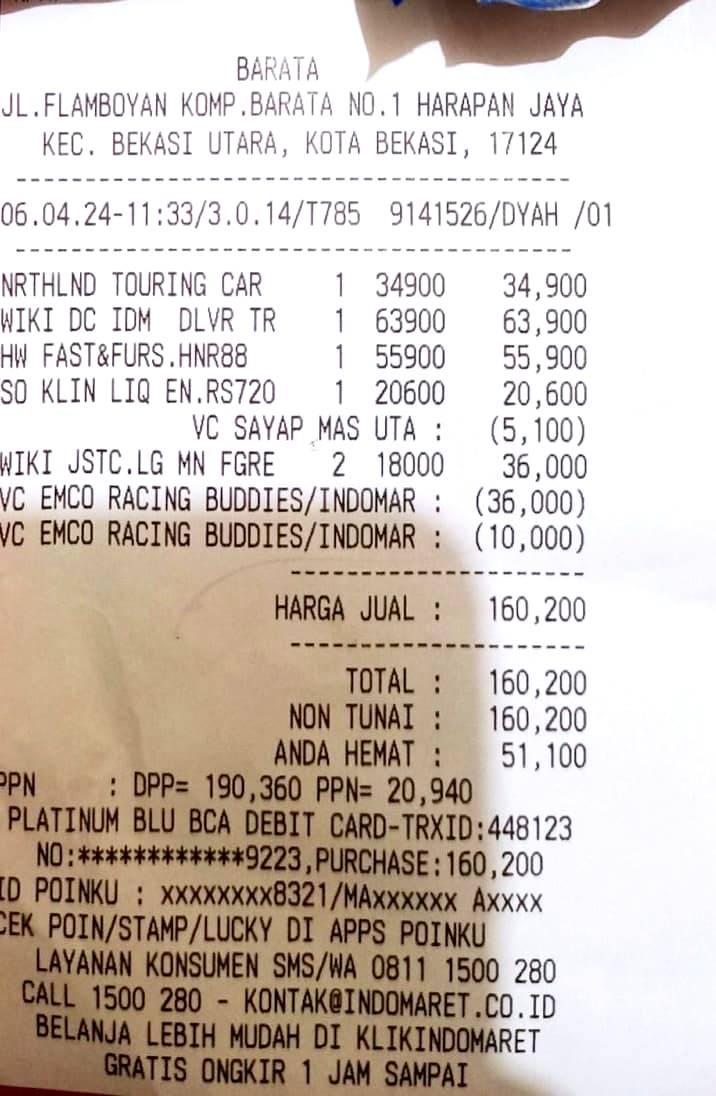 BARATA
JL.FLAMBOYAN KOMP.BARATA NO.1 HARAPAN JAYA
KEC. BEKASI UTARA, KOTA BEKASI, 17124
06.04.24-11:33/3.0.14/T785 9141526/DYAH /01
NRTHLND TOURING CAR 1 34900 34,900
WIKI DC IDM DLVR TR 1 63900 63,900
HW FAST&FURS.HNR88 1 55900 55,900
SO KLIN LIQ EN.RS720 1 20600 20,600
VC SAYAP MAS UTA : (5,100)
WIKI JSTC.LG MN FGRE 2 18000 36,000
VC EMCO RACING BUDDIES/INDOMAR : (36,000)
VC EMCO RACING BUDDIES/INDOMAR : (10,000)
HARGA JUAL : 160,200
TOTAL : 160,200
NON TUNAI : 160,200
ANDA HEMAT : 51,100
PPN : DPP= 190,360 PPN= 20,940
PLATINUM BLU BCA DEBIT CARD-TRXID:448123
NO:************9223,PURCHASE:160,200
ID POINKU : xxxxxxxx8321/MAxxxxxx Axxxx
CEK POIN/STAMP/LUCKY DI APPS POINKU
LAYANAN KONSUMEN SMS/WA 0811 1500 280
CALL 1500 280 - KONTAK@INDOMARET.CO.ID
BELANJA LEBIH MUDAH DI KLIKINDOMARET
GRATIS ONGKIR 1 JAM SAMPAI